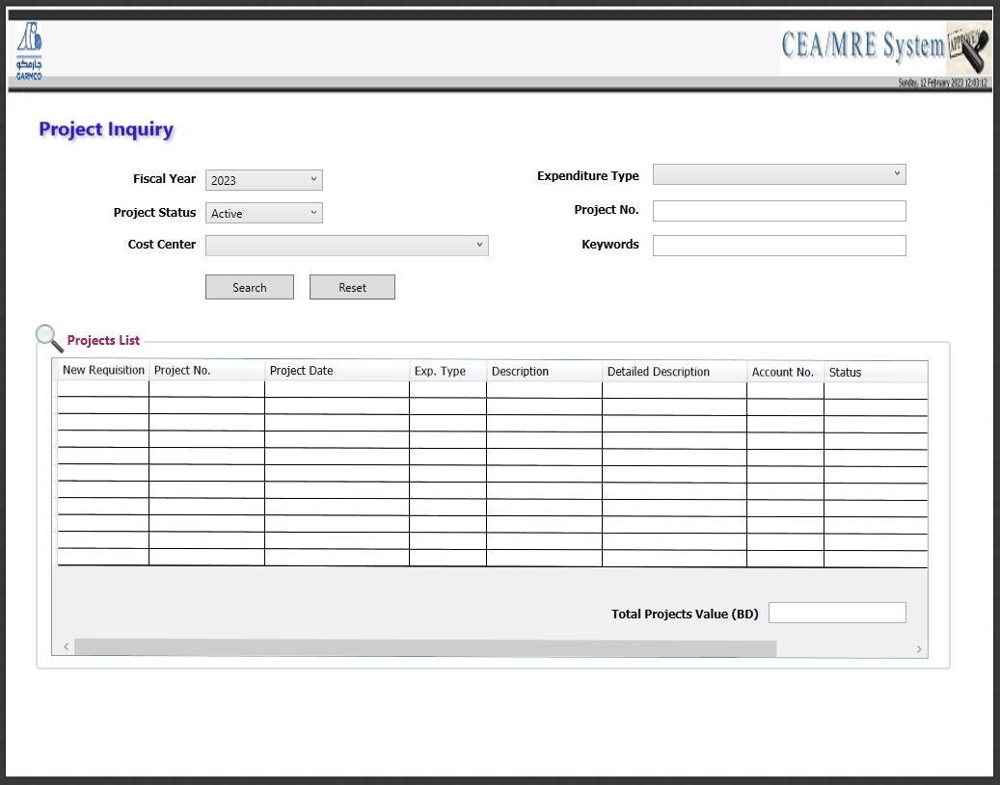 جارمكو
GARMCO
CEA/MRE System
APPROVED
Sunday, 12 February 2023 12:03:12
Project Inquiry
Fiscal Year 2023 Expenditure Type
Project Status Active Project No.
Cost Center Keywords
Search Reset
Projects List
New Requisition Project No. Project Date Exp. Type Description Detailed Description Account No. Status
Total Projects Value (BD)